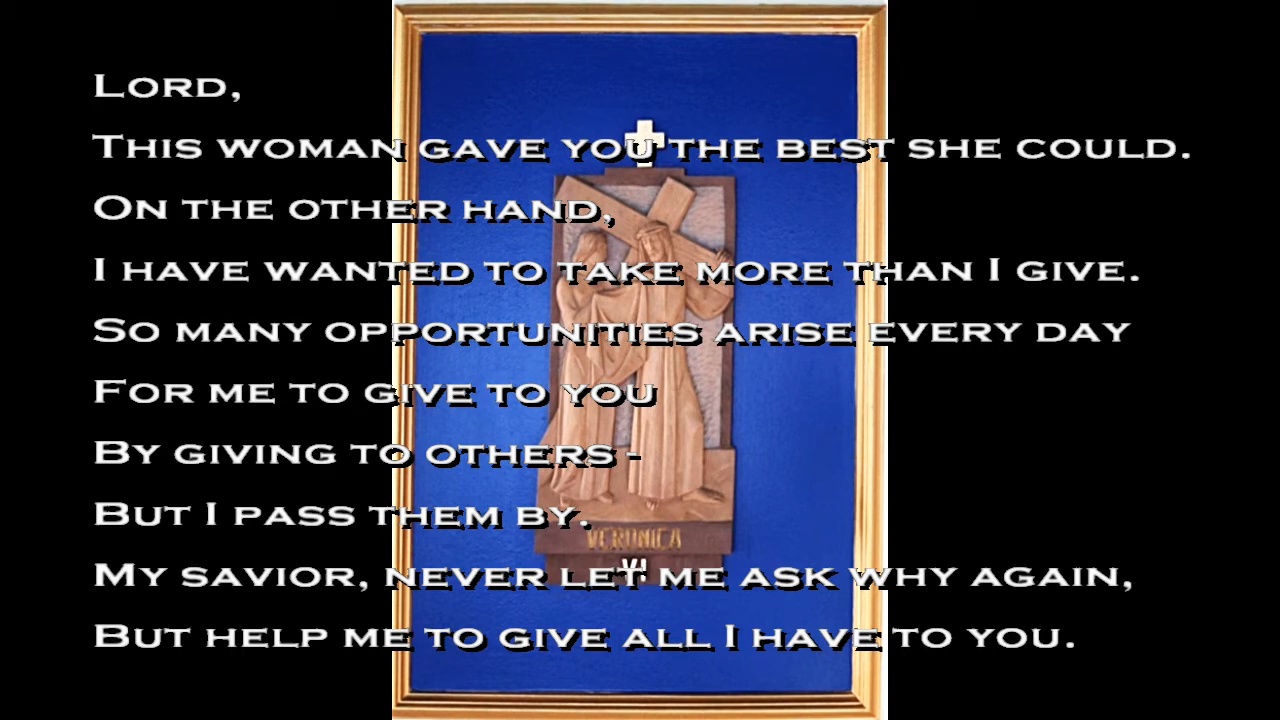 Lord,
This woman gave you the best she could.
On the other hand,
I have wanted to take more than I give.
So many opportunities arise every day
For me to give to you
By giving to others -
But I pass them by.
My savior, never let me ask why again,
But help me to give all I have to you.
VERONICA
VI